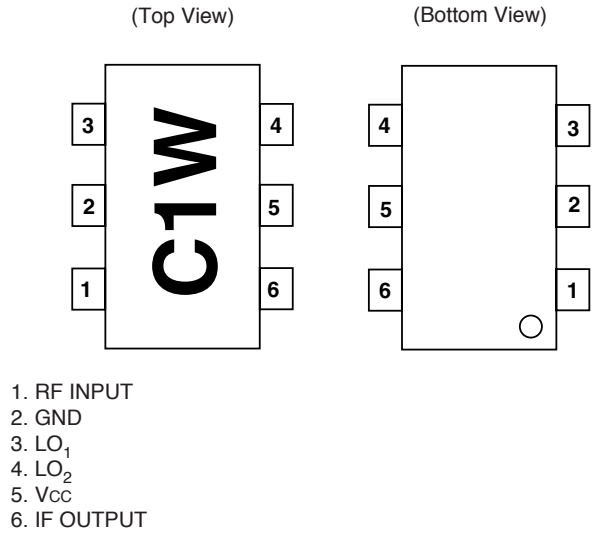 (Top View) (Bottom View)
3 4 4 3
C1W
2 5 5 2
1 6 6 1
1. RF INPUT
2. GND
3. LO1
4. LO2
5. VCC
6. IF OUTPUT